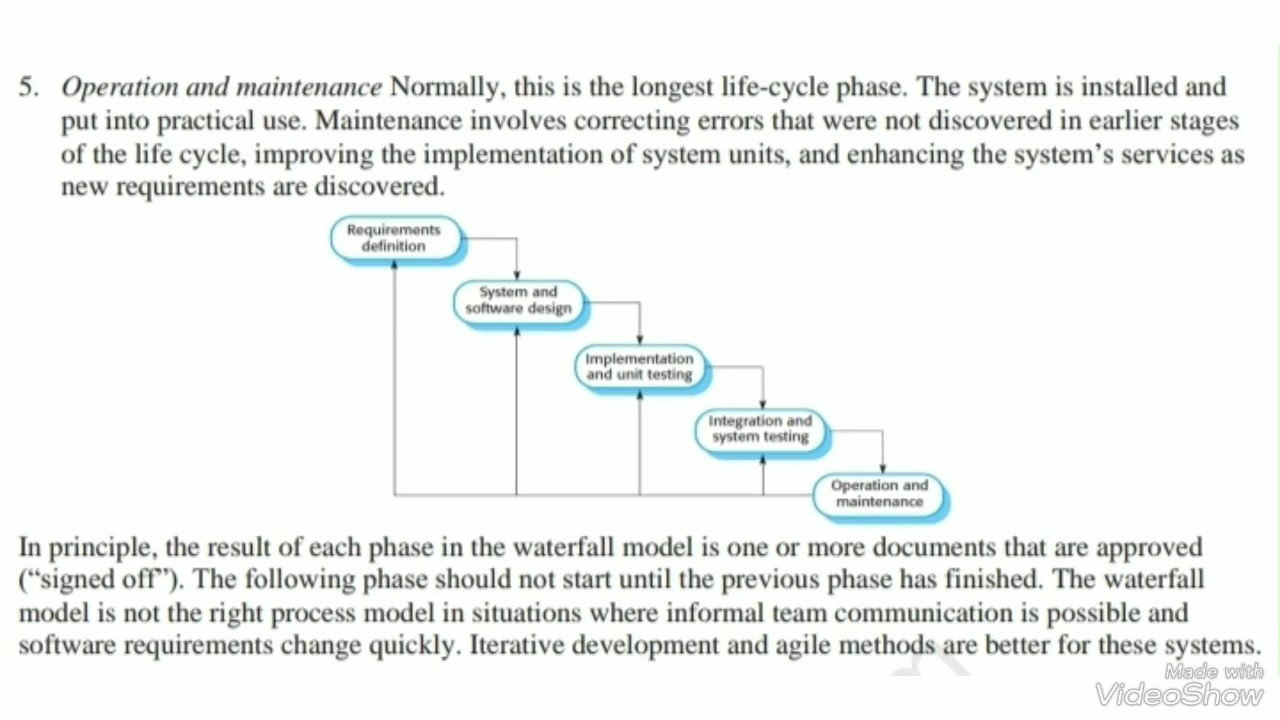 5. Operation and maintenance Normally, this is the longest life-cycle phase. The system is installed and
put into practical use. Maintenance involves correcting errors that were not discovered in earlier stages
of the life cycle, improving the implementation of system units, and enhancing the system's services as
new requirements are discovered.
Requirements
definition
System and
software design
Implementation
and unit testing
Integration and
system testing
Operation and
maintenance
In principle, the result of each phase in the waterfall model is one or more documents that are approved
("signed off"). The following phase should not start until the previous phase has finished. The waterfall
model is not the right process model in situations where informal team communication is possible and
software requirements change quickly. Iterative development and agile methods are better for these systems.
Made with
VideoShow